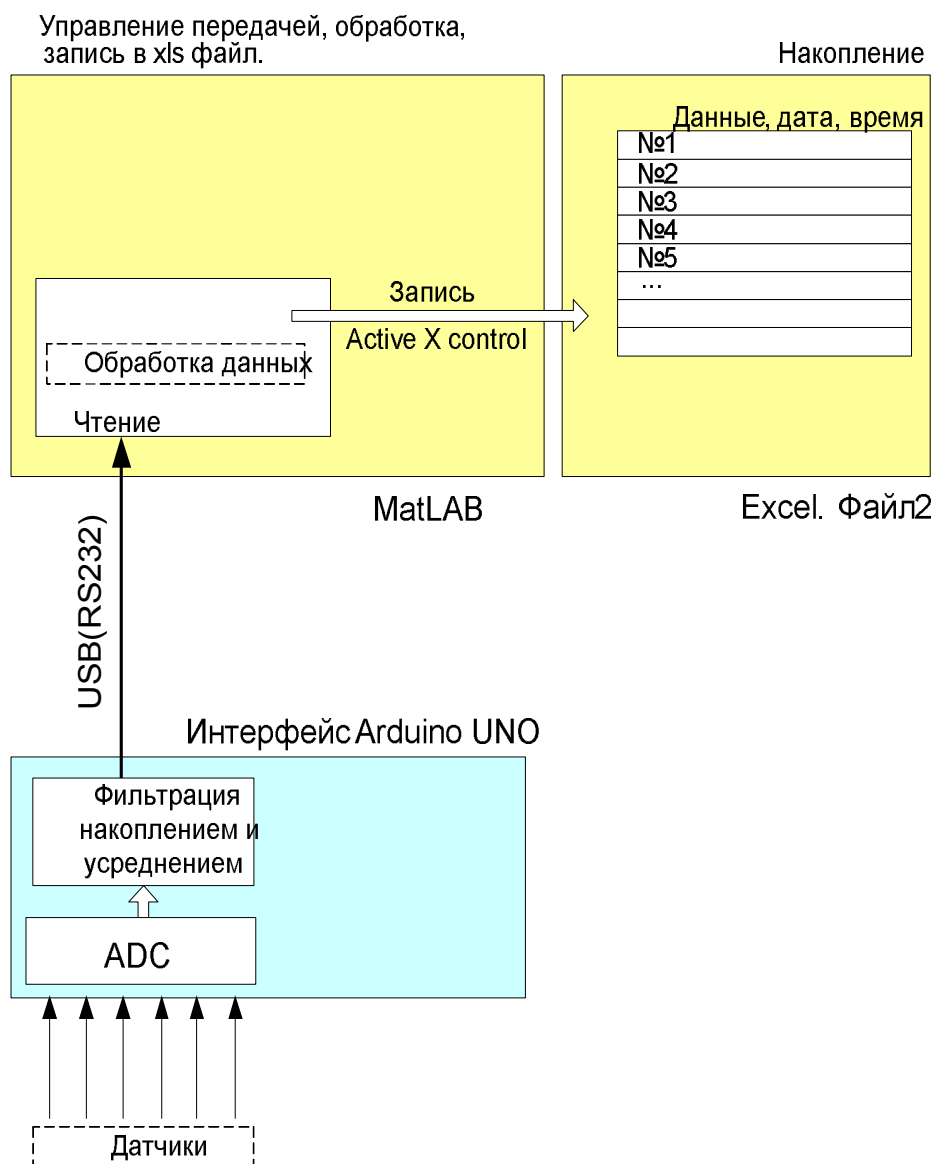 Управление передачей, обработка,
запись в xls файл.
Накопление
Данные, дата, время
№1
№2
№3
№4
№5
...
Запись
Active X control
Обработка данных
Чтение
MatLAB
Excel. Файл2
USB(RS232)
Интерфейс Arduino UNO
Фильтрация
накоплением и
усреднением
ADC
Датчики